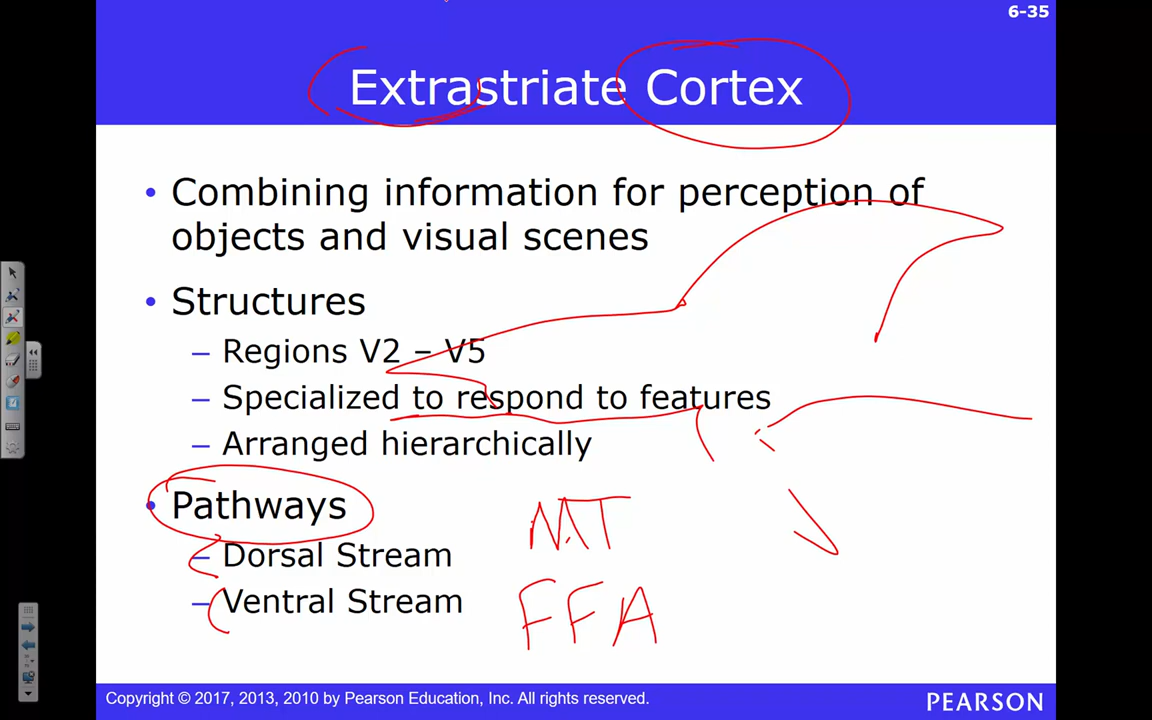 6-35
Extrastriate Cortex
• Combining information for perception of
objects and visual scenes
• Structures
– Regions V2 – V5
– Specialized to respond to features
– Arranged hierarchically
• Pathways
– Dorsal Stream
MT
– Ventral Stream
FFA
Copyright © 2017, 2013, 2010 by Pearson Education, Inc. All rights reserved.
PEARSON